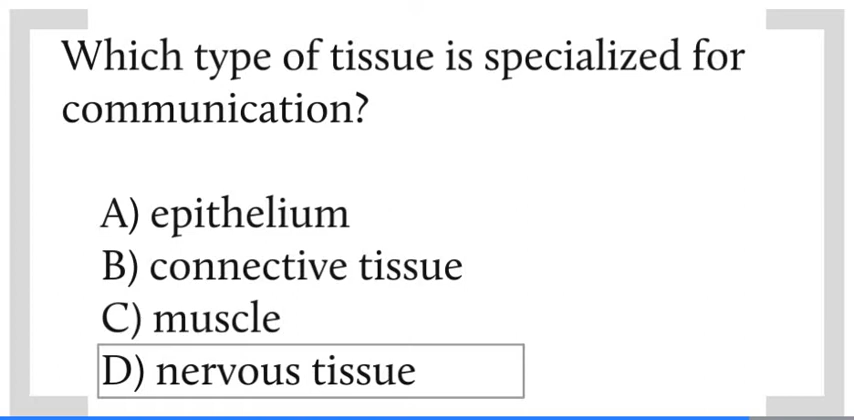 Which type of tissue is specialized for
communication?
A) epithelium
B) connective tissue
C) muscle
D) nervous tissue